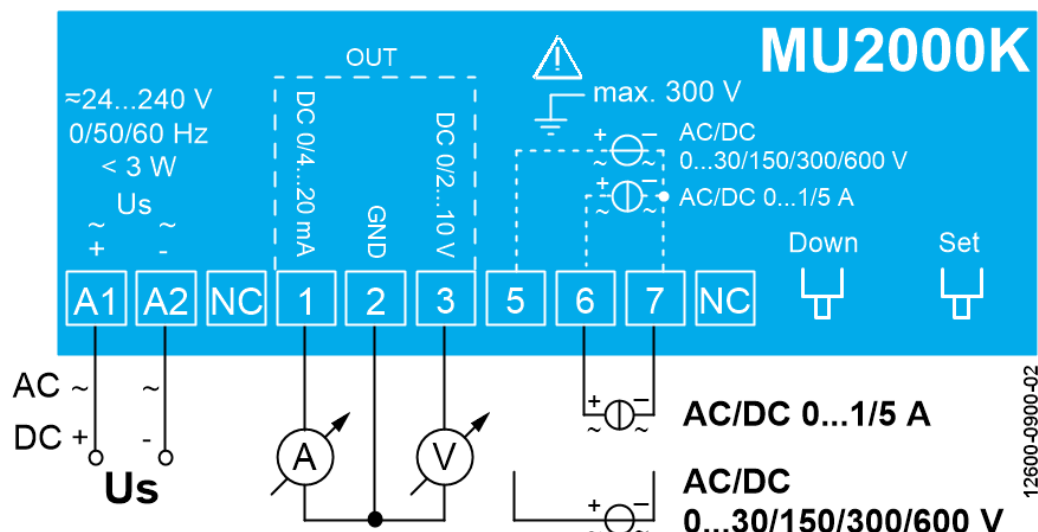 OUT
MU2000K
≂24...240 V
0/50/60 Hz
< 3 W
Us
~ ~
+ -
DC 0/4...20 mA
GND
DC 0/2...10 V
max. 300 V
+ −
~ ~
AC/DC
0...30/150/300/600 V
+ −
~ ~
AC/DC 0...1/5 A
Down
Set
A1 A2 NC 1 2 3 5 6 7 NC
AC ~ ~
DC + -
Us
A
V
+ −
~ ~
AC/DC 0...1/5 A
+ −
~ ~
AC/DC
0...30/150/300/600 V
12600-0900-02